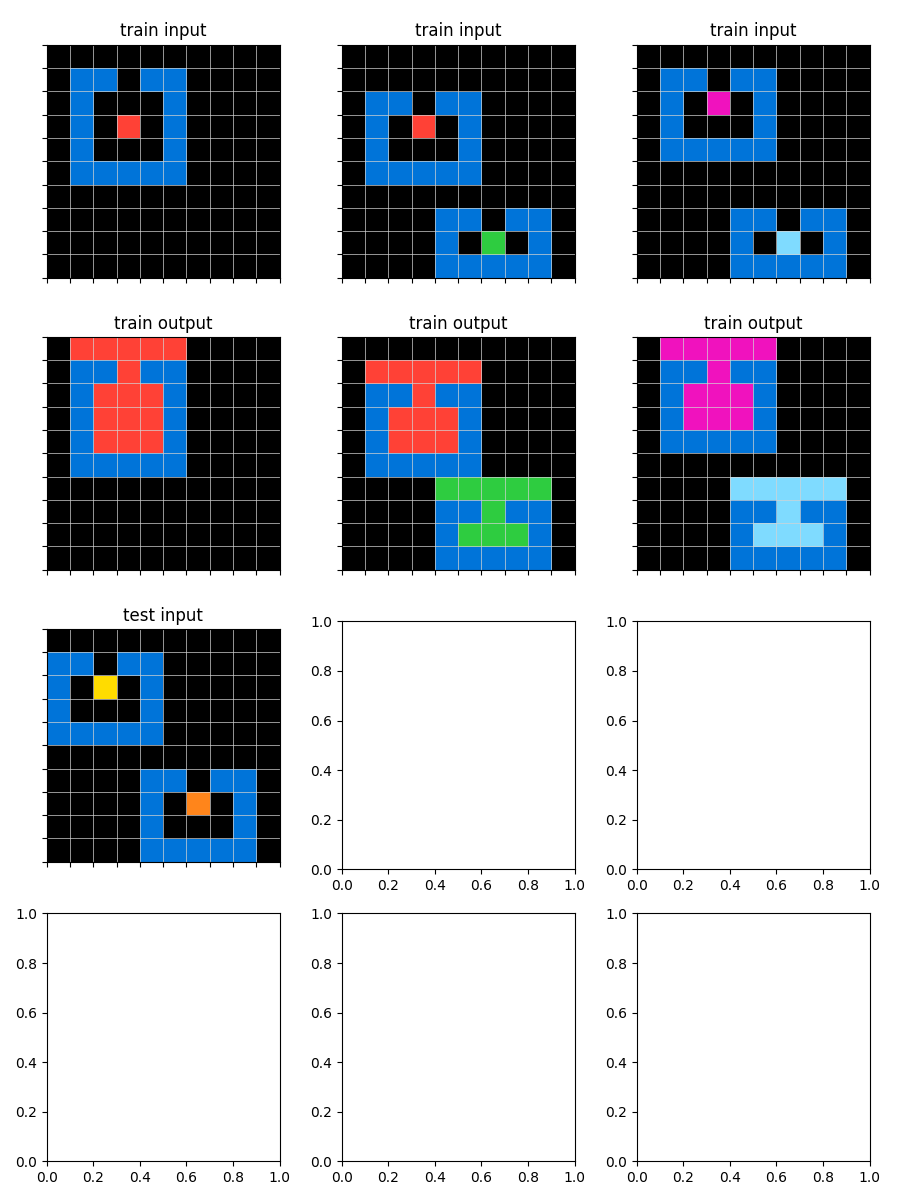 train input train input train input
train output train output train output
test input
1.0 1.0
0.8 0.8
0.6 0.6
0.4 0.4
0.2 0.2
0.0 0.0
0.0 0.2 0.4 0.6 0.8 1.0 0.0 0.2 0.4 0.6 0.8 1.0
1.0 1.0 1.0
0.8 0.8 0.8
0.6 0.6 0.6
0.4 0.4 0.4
0.2 0.2 0.2
0.0 0.0 0.0
0.0 0.2 0.4 0.6 0.8 1.0 0.0 0.2 0.4 0.6 0.8 1.0 0.0 0.2 0.4 0.6 0.8 1.0